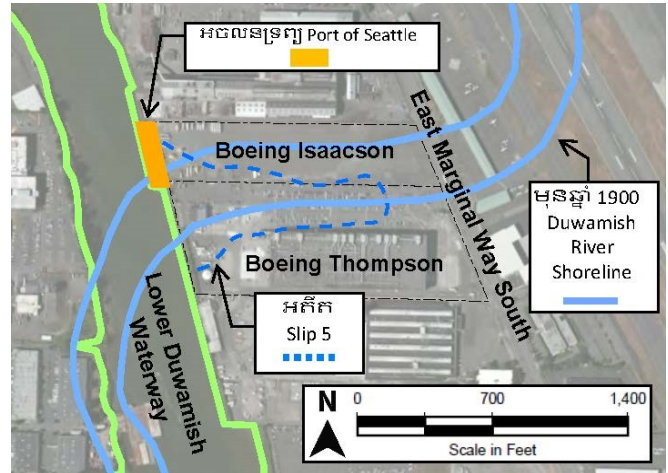 អចលនទ្រព្យ Port of Seattle
Boeing Isaacson
East Marginal Way South
មុនឆ្នាំ 1900
Duwamish
River
Shoreline
Boeing Thompson
អតីត
Slip 5
Lower Duwamish
Waterway
N
0 700 1,400
Scale in Feet